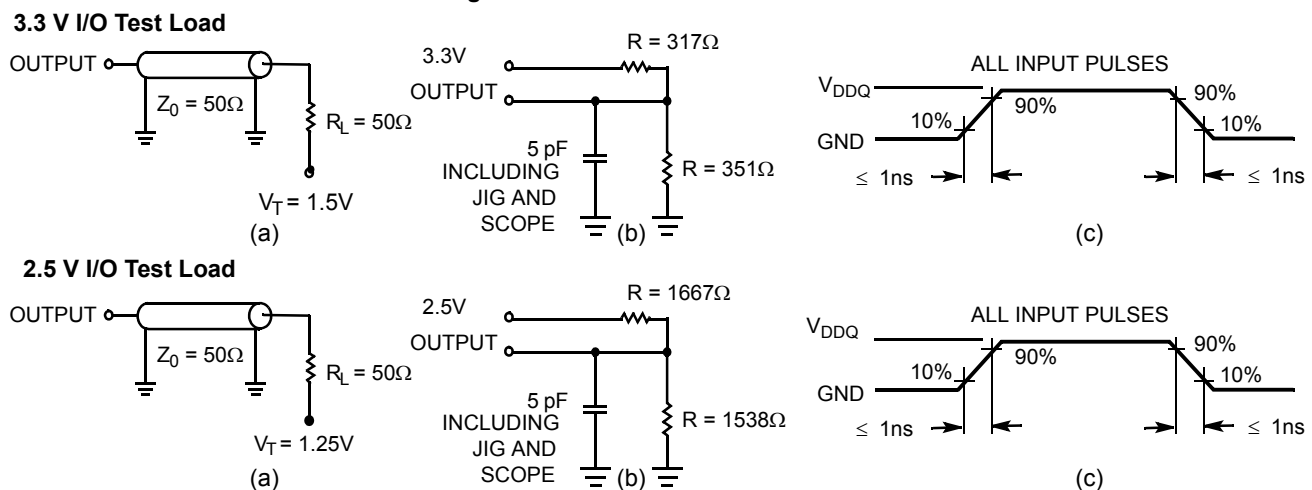 3.3 V I/O Test Load
OUTPUT
Z0 = 50Ω
RL = 50Ω
VT = 1.5V
(a)
3.3V
OUTPUT
R = 317Ω
5 pF
INCLUDING
JIG AND
SCOPE
R = 351Ω
(b)
ALL INPUT PULSES
VDDQ
GND
10%
90%
90%
10%
≤ 1ns
≤ 1ns
(c)
2.5 V I/O Test Load
OUTPUT
Z0 = 50Ω
RL = 50Ω
VT = 1.25V
(a)
2.5V
OUTPUT
R = 1667Ω
5 pF
INCLUDING
JIG AND
SCOPE
R = 1538Ω
(b)
ALL INPUT PULSES
VDDQ
GND
10%
90%
90%
10%
≤ 1ns
≤ 1ns
(c)